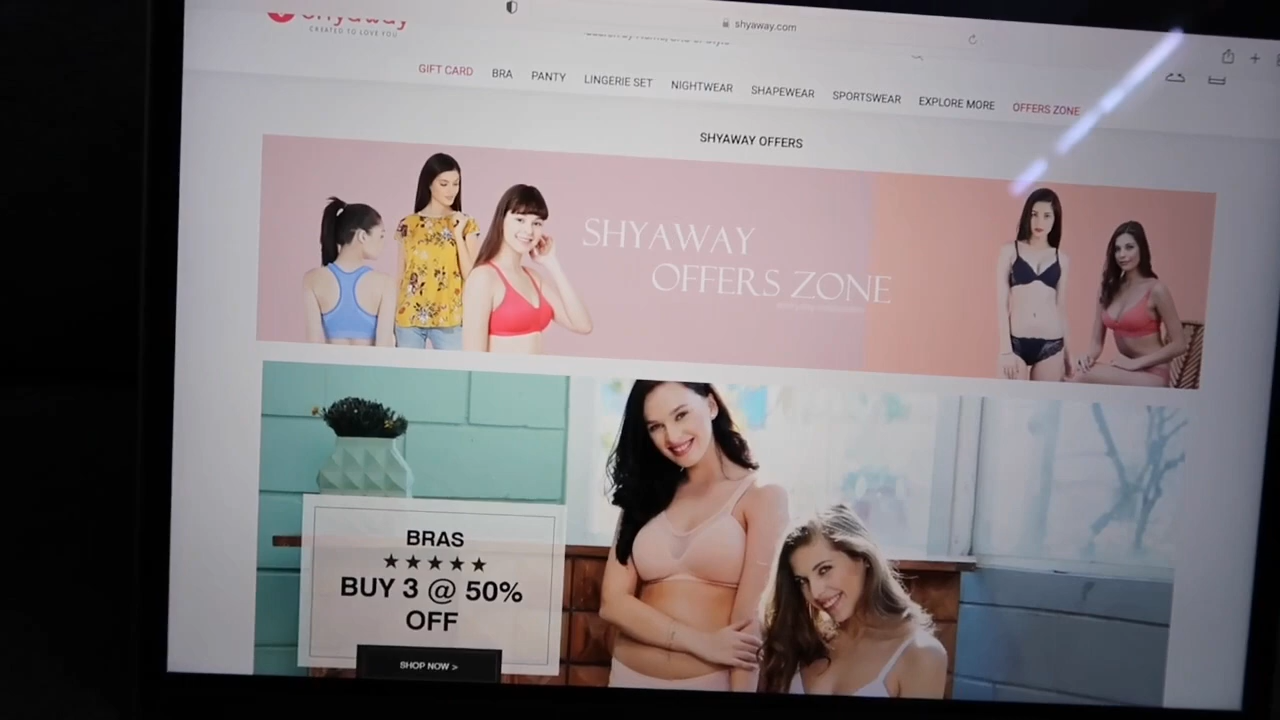 shyaway
CREATED TO LOVE YOU
shyaway.com
GIFT CARD BRA PANTY LINGERIE SET NIGHTWEAR SHAPEWEAR SPORTSWEAR EXPLORE MORE OFFERS ZONE
SHYAWAY OFFERS
SHYAWAY
OFFERS ZONE
BRAS
★★★★★
BUY 3 @ 50%
OFF
SHOP NOW >